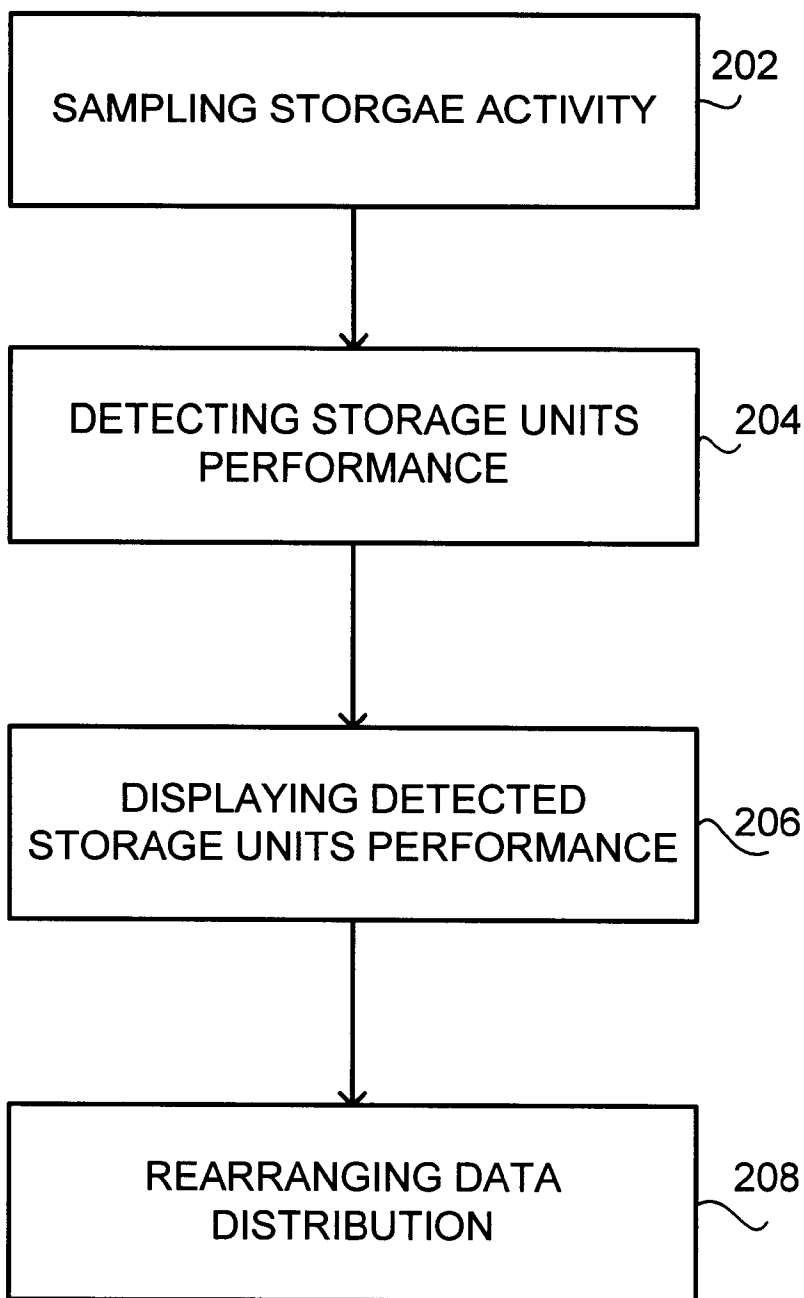 SAMPLING STORGAE ACTIVITY
202
DETECTING STORAGE UNITS
PERFORMANCE
204
DISPLAYING DETECTED
STORAGE UNITS PERFORMANCE
206
REARRANGING DATA
DISTRIBUTION
208